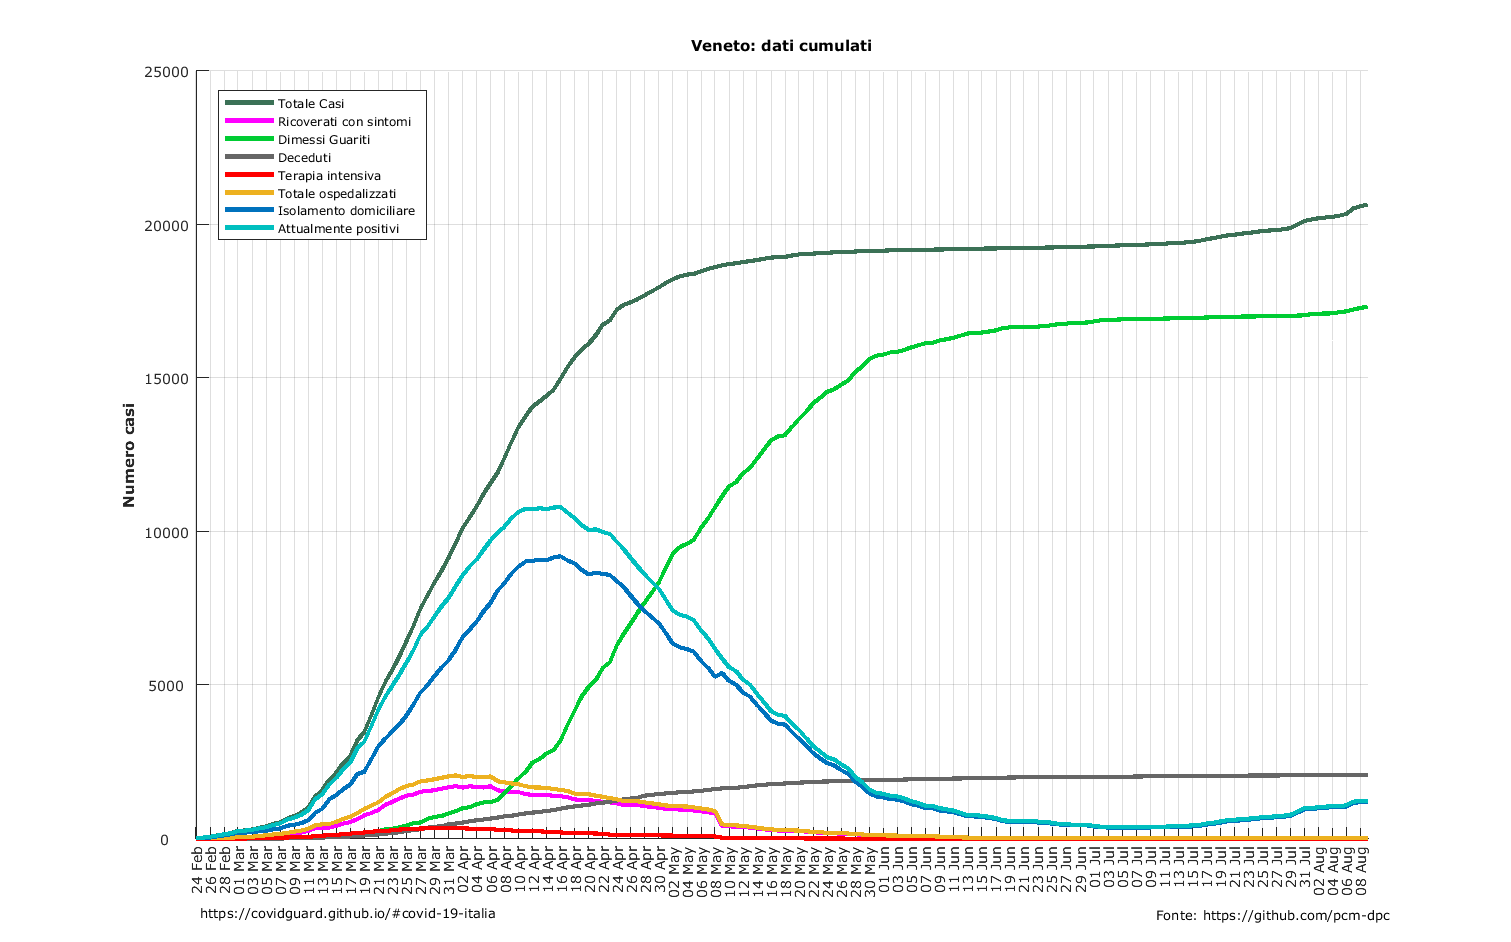 Veneto: dati cumulati
Numero casi
25000
20000
15000
10000
5000
0
Totale Casi
Ricoverati con sintomi
Dimessi Guariti
Deceduti
Terapia intensiva
Totale ospedalizzati
Isolamento domiciliare
Attualmente positivi
24 Feb
26 Feb
28 Feb
01 Mar
03 Mar
05 Mar
07 Mar
09 Mar
11 Mar
13 Mar
15 Mar
17 Mar
19 Mar
21 Mar
23 Mar
25 Mar
27 Mar
29 Mar
31 Mar
02 Apr
04 Apr
06 Apr
08 Apr
10 Apr
12 Apr
14 Apr
16 Apr
18 Apr
20 Apr
22 Apr
24 Apr
26 Apr
28 Apr
30 Apr
02 May
04 May
06 May
08 May
10 May
12 May
14 May
16 May
18 May
20 May
22 May
24 May
26 May
28 May
30 May
01 Jun
03 Jun
05 Jun
07 Jun
09 Jun
11 Jun
13 Jun
15 Jun
17 Jun
19 Jun
21 Jun
23 Jun
25 Jun
27 Jun
29 Jun
01 Jul
03 Jul
05 Jul
07 Jul
09 Jul
11 Jul
13 Jul
15 Jul
17 Jul
19 Jul
21 Jul
23 Jul
25 Jul
27 Jul
29 Jul
31 Jul
02 Aug
04 Aug
06 Aug
08 Aug
https://covidguard.github.io/#covid-19-italia
Fonte: https://github.com/pcm-dpc